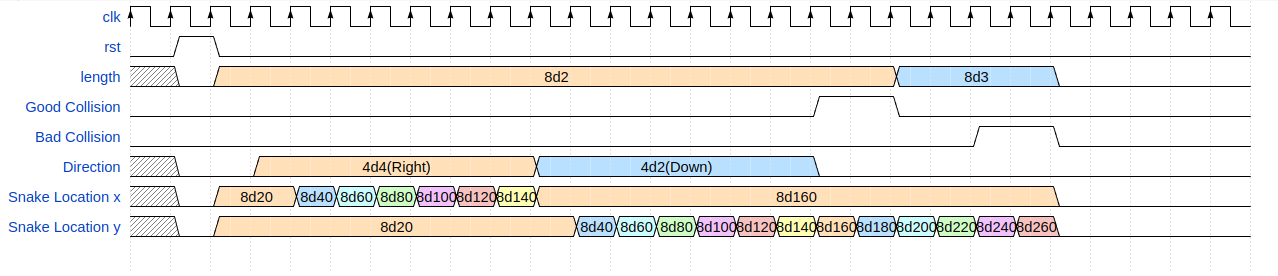 clk
rst
length 8d2 8d3
Good Collision
Bad Collision
Direction 4d4(Right) 4d2(Down)
Snake Location x 8d20 8d40 8d60 8d80 8d100 8d120 8d140 8d160
Snake Location y 8d20 8d40 8d60 8d80 8d100 8d120 8d140 8d160 8d180 8d200 8d220 8d240 8d260